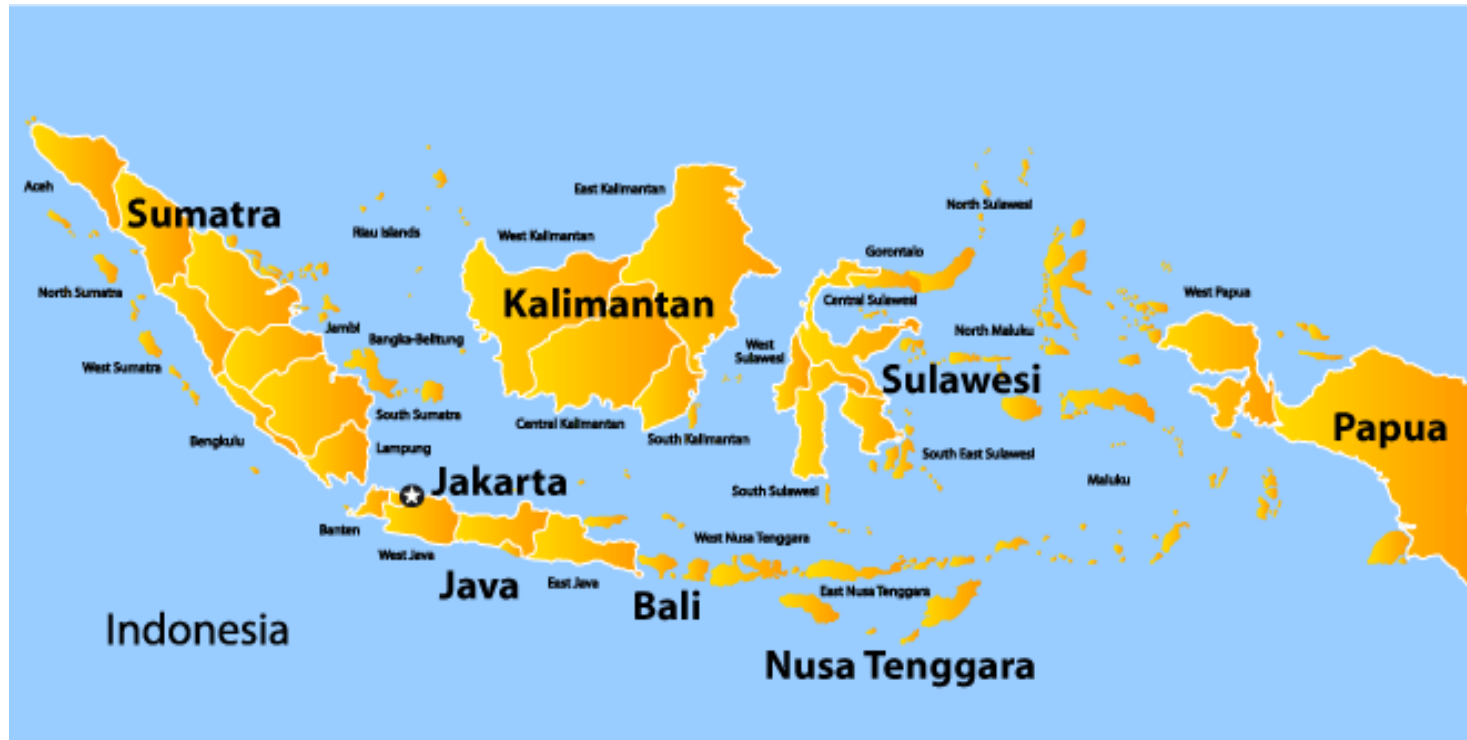 Aceh
Sumatra
East Kalimantan
North Sulawesi
Riau Islands
West Kalimantan
Gorontalo
North Sumatra
Kalimantan
Central Sulawesi
West Papua
Jambi
Bangka-Belitung
North Maluku
West
Sulawesi
West Sumatra
Sulawesi
South Sumatra
Central Kalimantan
Papua
Bengkulu
Lampung
South Kalimantan
South East Sulawesi
Jakarta
Maluku
South Sulawesi
Banten
West Nusa Tenggara
West Java
Java
East Java
East Nusa Tenggara
Bali
Indonesia
Nusa Tenggara